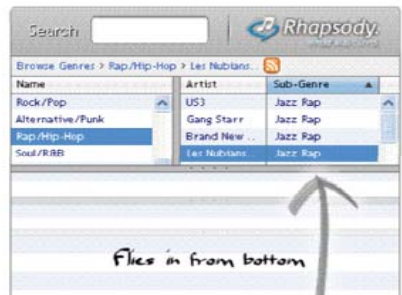 Search Rhapsody.
Browse Genres > Rap/Hip-Hop > Les Nubians...
Name Artist Sub-Genre
Rock/Pop US3 Jazz Rap
Alternative/Punk Gang Starr Jazz Rap
Rap/Hip-Hop Brand New .. Jazz Rap
Soul/R&B Les Nubians.. Jazz Rap
Flies in from bottom